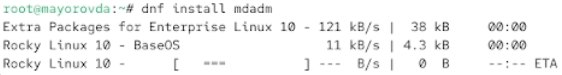 root@mayorovda:~# dnf install mdadm
Extra Packages for Enterprise Linux 10 - 121 kB/s | 38 kB 00:00
Rocky Linux 10 - BaseOS 11 kB/s | 4.3 kB 00:00
Rocky Linux 10 - [ === ] --- B/s | 0 B --:-- ETA